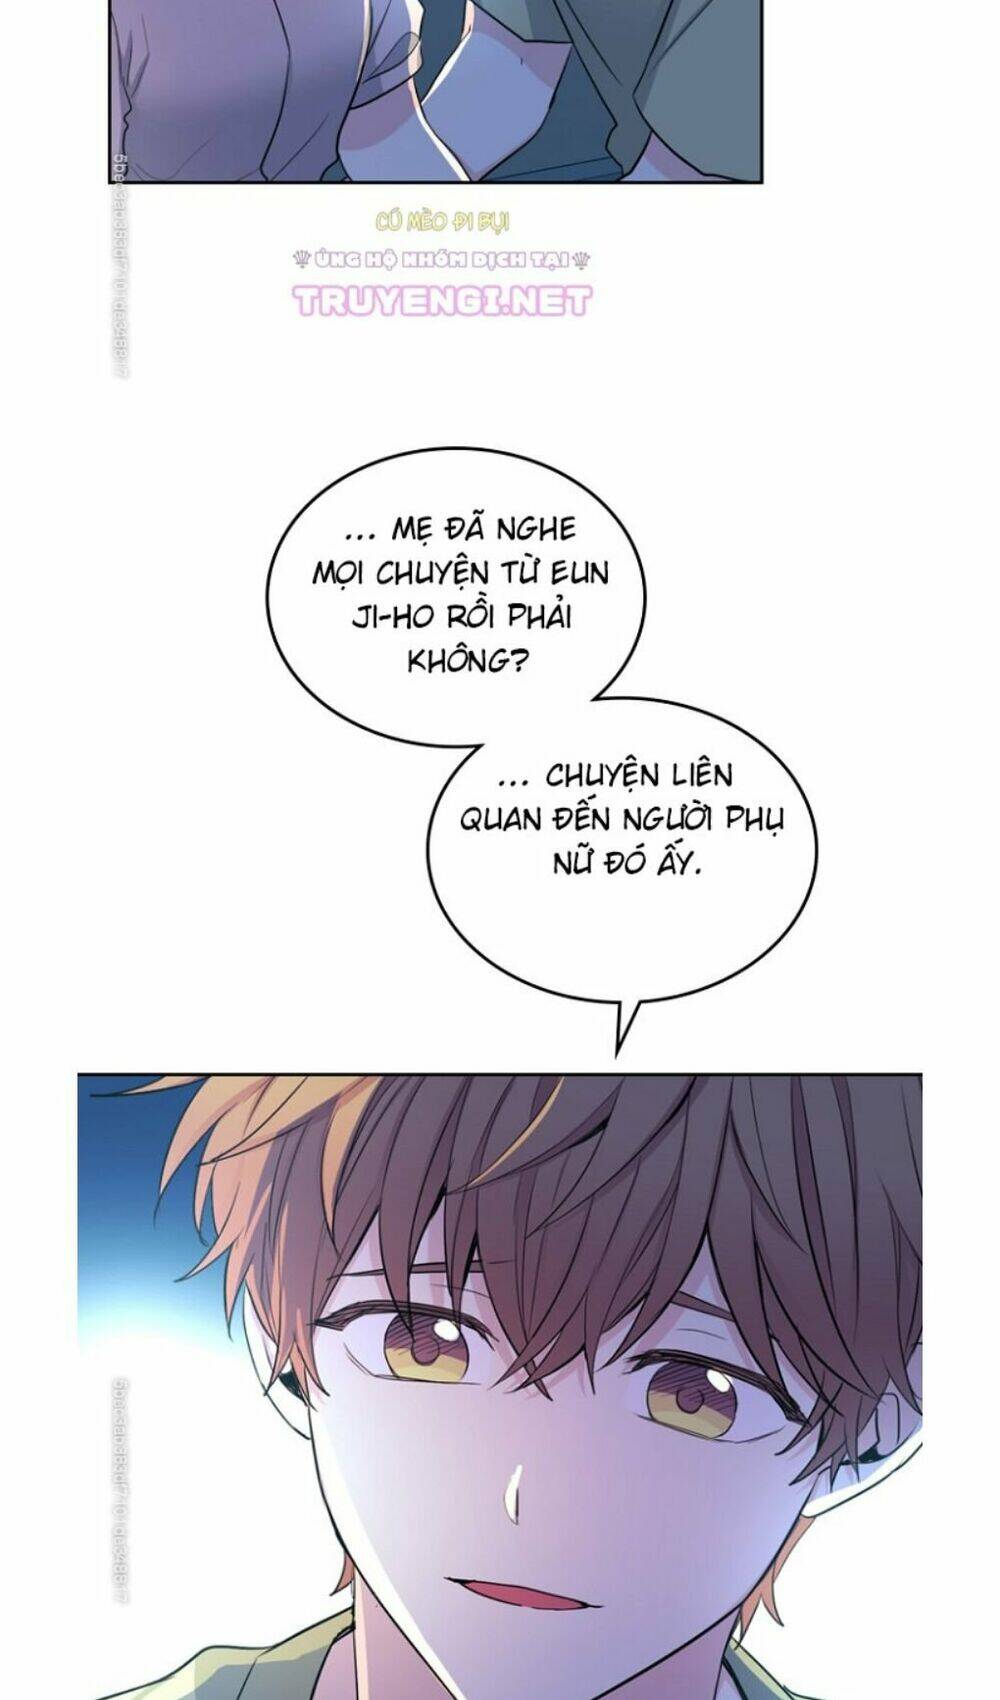 CÚ MÈO ĐI BỤI
ỦNG HỘ NHÓM DỊCH TẠI
TRUYENGI.NET
... MẸ ĐÃ NGHE
MỌI CHUYỆN TỪ EUN
JI-HO RỒI PHẢI
KHÔNG?
... CHUYỆN LIÊN
QUAN ĐẾN NGƯỜI PHỤ
NỮ ĐÓ ẤY.